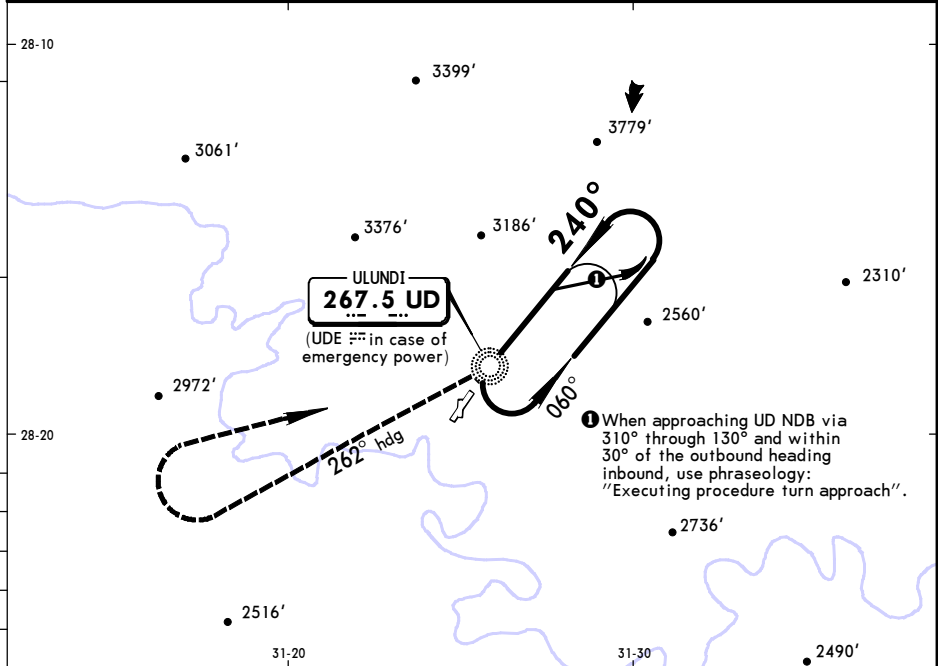 28-10
3399'
3779'
3061'
240°
3376'
3186'
ULUNDI
267.5 UD
(UDE in case of
emergency power)
2310'
2560'
2972'
060°
262° hdg
28-20
❶ When approaching UD NDB via
310° through 130° and within
30° of the outbound heading
inbound, use phraseology:
"Executing procedure turn approach".
❶
2736'
2516'
31-20
31-30
2490'